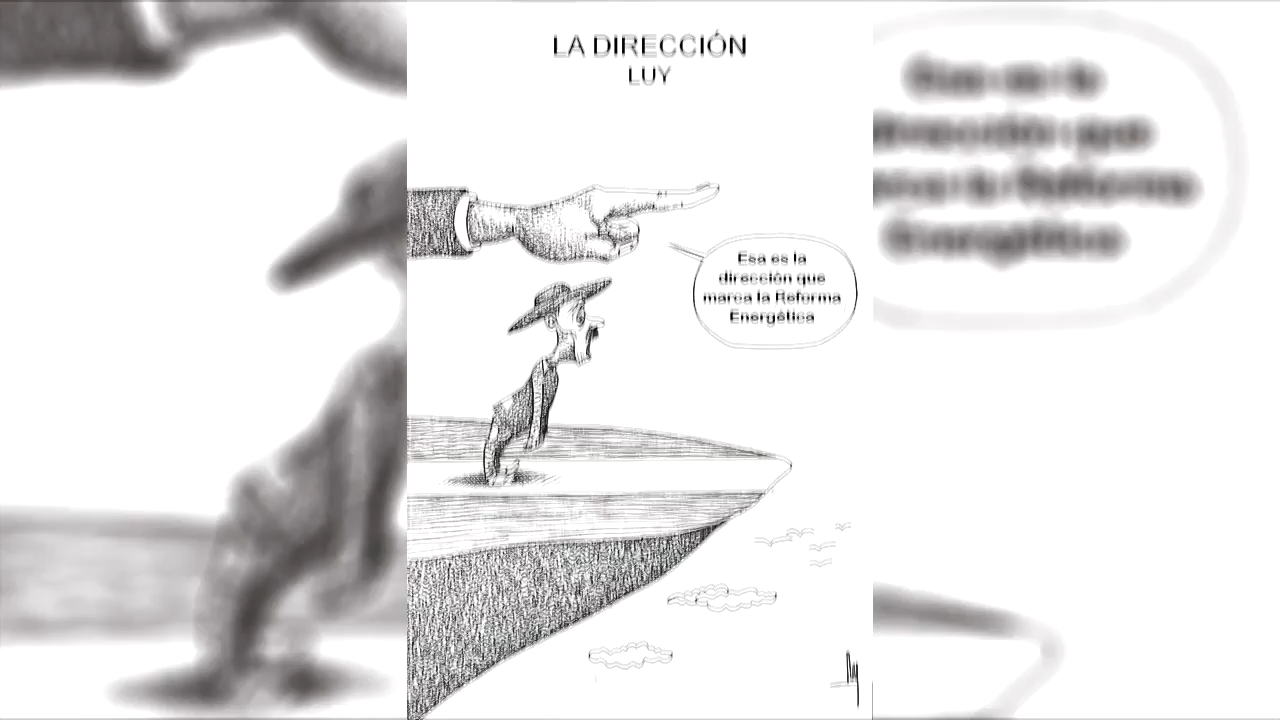 LA DIRECCIÓN
LUY
Esa es la
dirección que
marca la Reforma
Energética